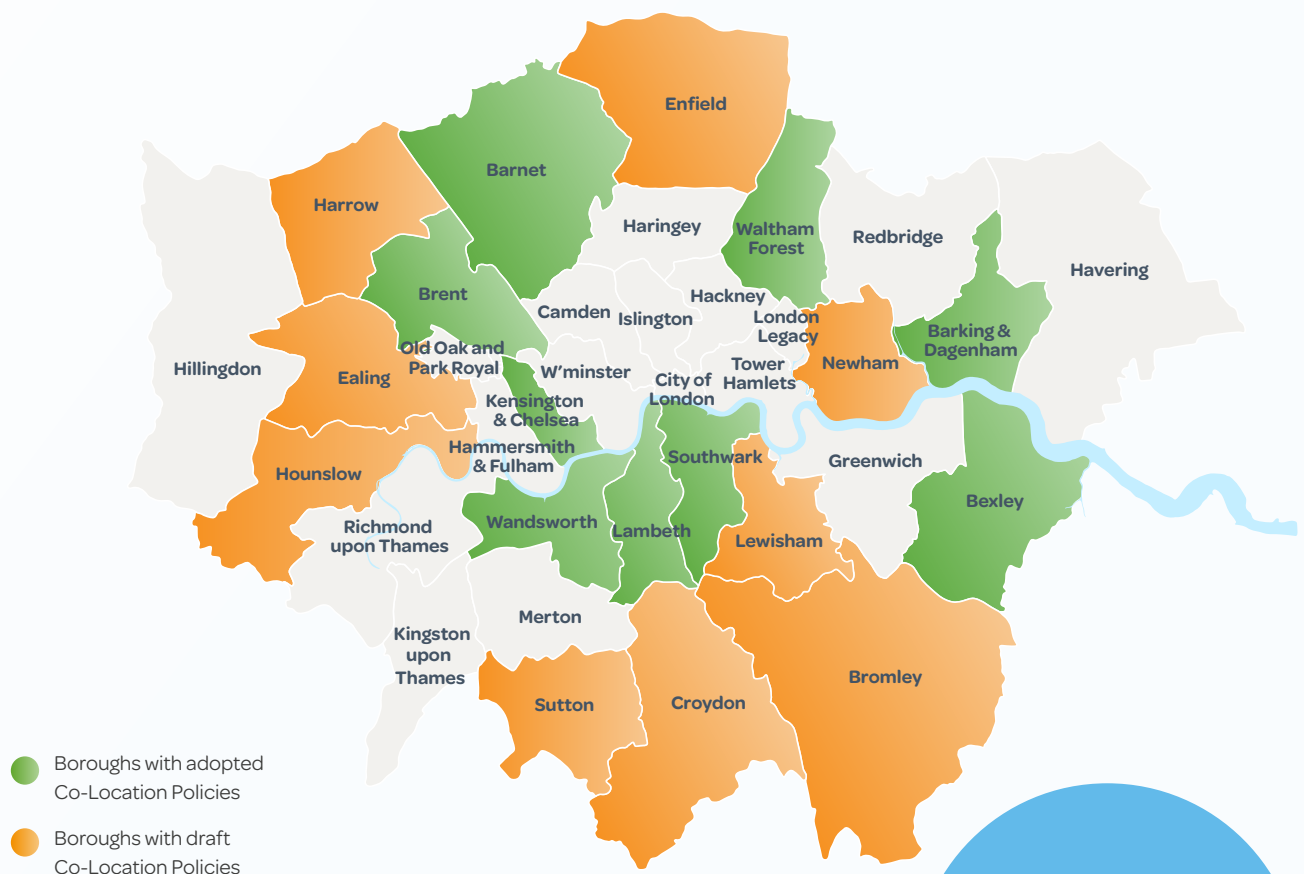 Enfield
Barnet
Harrow
Haringey
Waltham
Forest
Redbridge
Havering
Brent
Camden
Islington
Hackney
London
Legacy
Barking &
Dagenham
Hillingdon
Ealing
Old Oak and
Park Royal
W'minster
City of
London
Tower
Hamlets
Newham
Kensington
& Chelsea
Hounslow
Hammersmith
& Fulham
Southwark
Greenwich
Bexley
Richmond
upon Thames
Wandsworth
Lambeth
Lewisham
Kingston
upon
Thames
Merton
Sutton
Croydon
Bromley
Boroughs with adopted
Co-Location Policies
Boroughs with draft
Co-Location Policies